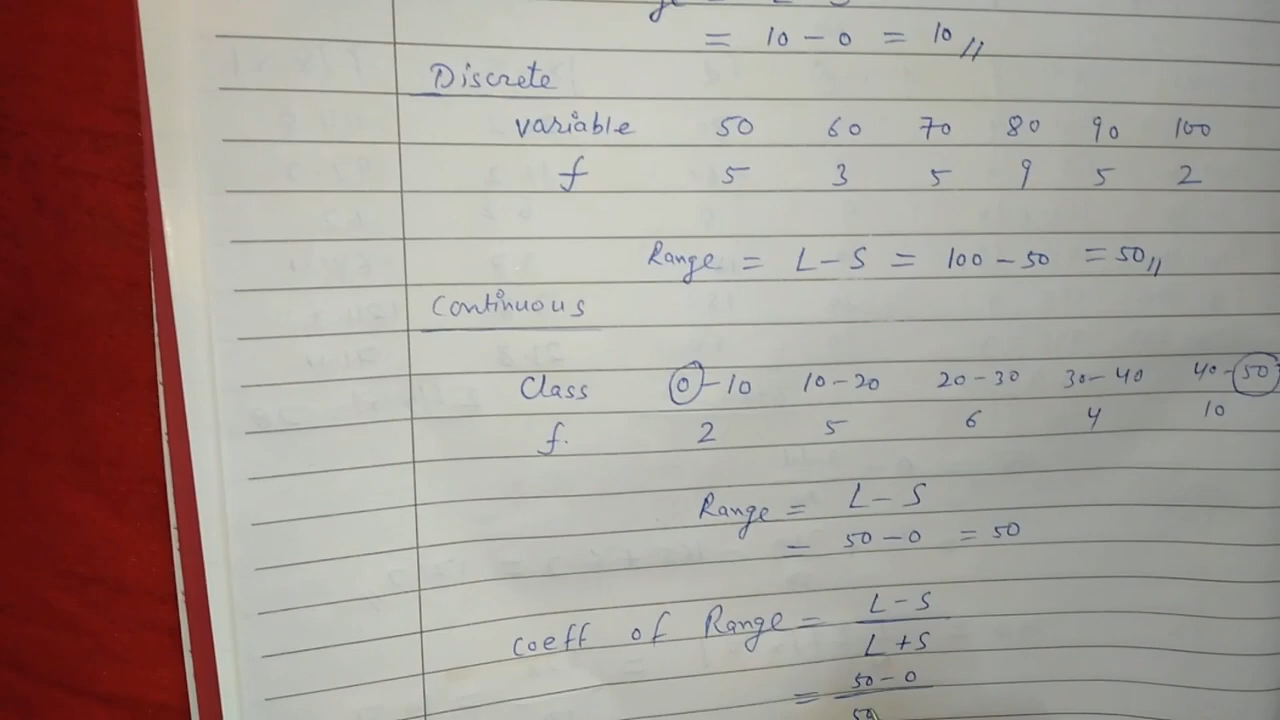 = 10 - 0 = 10 //
Discrete
variable 50 60 70 80 90 100
f 5 3 5 9 5 2
Range = L - S = 100 - 50 = 50 //
Continuous
Class 0-10 10-20 20-30 30-40 40-50
f. 2 5 6 4 10
Range = L - S
= 50 - 0 = 50
Coeff of Range = L - S
L + S
= 50 - 0
50